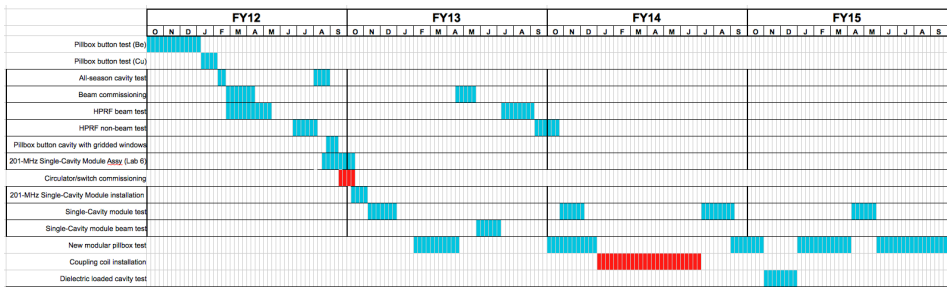 FY12 FY13 FY14 FY15
O N D J F M A M J J A S O N D J F M A M J J A S O N D J F M A M J J A S O N D J F M A M J J A S
Pillbox button test (Be)
Pillbox button test (Cu)
All-season cavity test
Beam commissioning
HPRF beam test
HPRF non-beam test
Pillbox button cavity with gridded windows
201-MHz Single-Cavity Module Assy (Lab 6)
Circulator/switch commissioning
201-MHz Single-Cavity Module installation
Single-Cavity module test
Single-Cavity module beam test
New modular pillbox test
Coupling coil installation
Dielectric loaded cavity test